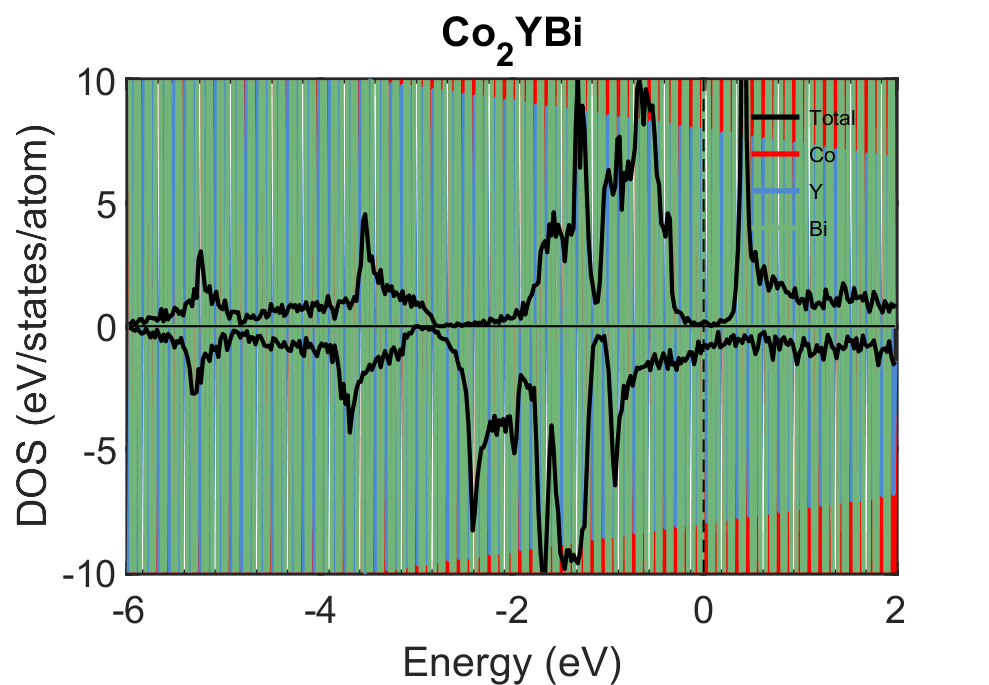 Co₂YBi
DOS (eV/states/atom)
10
5
0
-5
-10
Total
Co
Y
Bi
-6 -4 -2 0 2
Energy (eV)